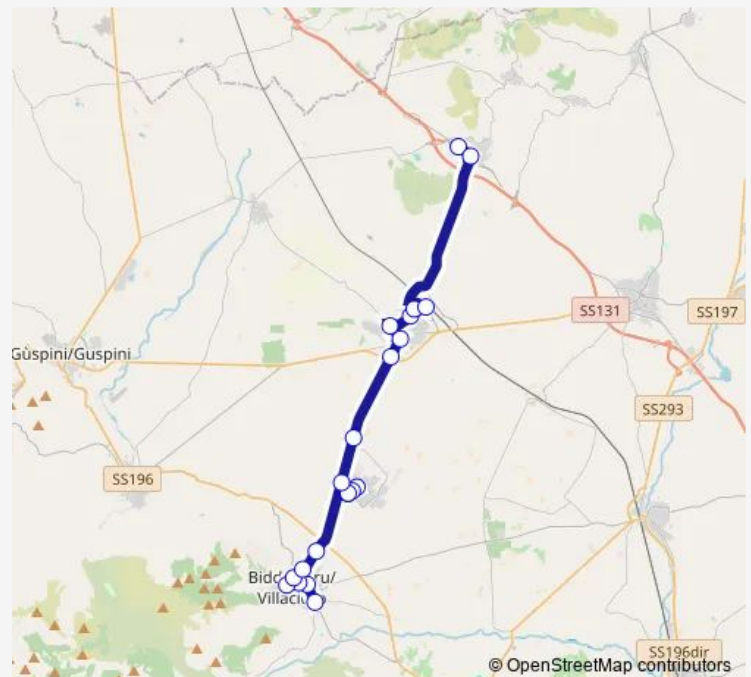 SS131
SS197
Gùspini/Guspini
SS293
SS196
Villaci
SS196dir
© OpenStreetMap contributors